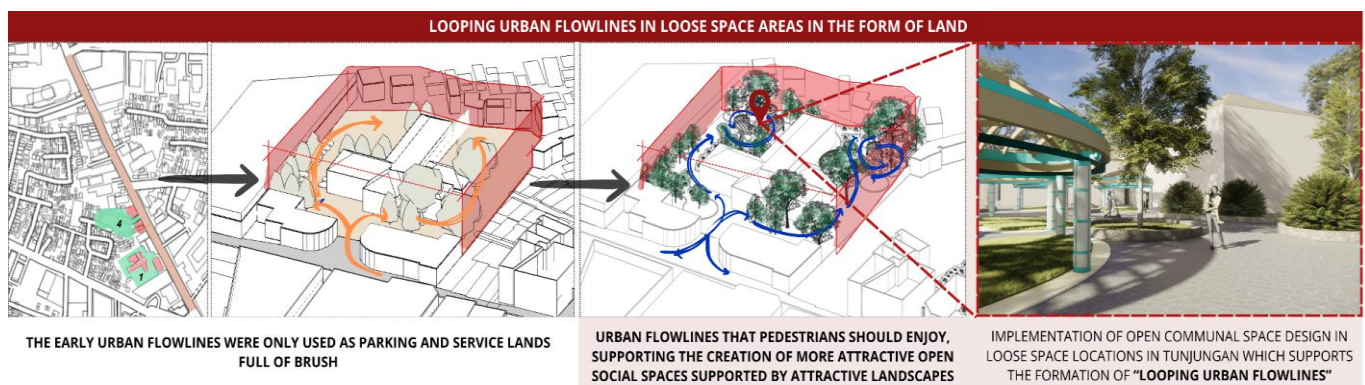 LOOPING URBAN FLOWLINES IN LOOSE SPACE AREAS IN THE FORM OF LAND
4
1
THE EARLY URBAN FLOWLINES WERE ONLY USED AS PARKING AND SERVICE LANDS
FULL OF BRUSH
URBAN FLOWLINES THAT PEDESTRIANS SHOULD ENJOY,
SUPPORTING THE CREATION OF MORE ATTRACTIVE OPEN
SOCIAL SPACES SUPPORTED BY ATTRACTIVE LANDSCAPES
IMPLEMENTATION OF OPEN COMMUNAL SPACE DESIGN IN
LOOSE SPACE LOCATIONS IN TUNJUNGAN WHICH SUPPORTS
THE FORMATION OF “LOOPING URBAN FLOWLINES”